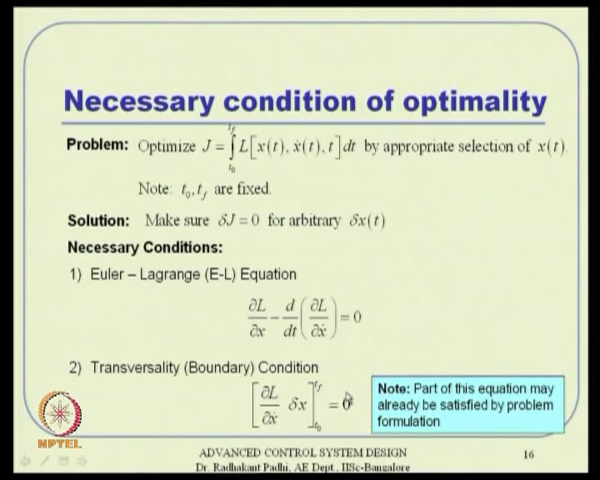 Necessary condition of optimality
Problem: Optimize J = ∫_{t_0}^{t_f} L[x(t), ẋ(t), t] dt by appropriate selection of x(t).
Note: t_0, t_f are fixed.
Solution: Make sure δJ = 0 for arbitrary δx(t)
Necessary Conditions:
1) Euler – Lagrange (E-L) Equation
∂L/∂x − d/dt (∂L/∂ẋ) = 0
2) Transversality (Boundary) Condition
[∂L/∂ẋ δx]_{t_0}^{t_f} = 0
Note: Part of this equation may
already be satisfied by problem
formulation
NPTEL
ADVANCED CONTROL SYSTEM DESIGN
Dr. Radhakant Padhi, AE Dept., IISc-Bangalore
16